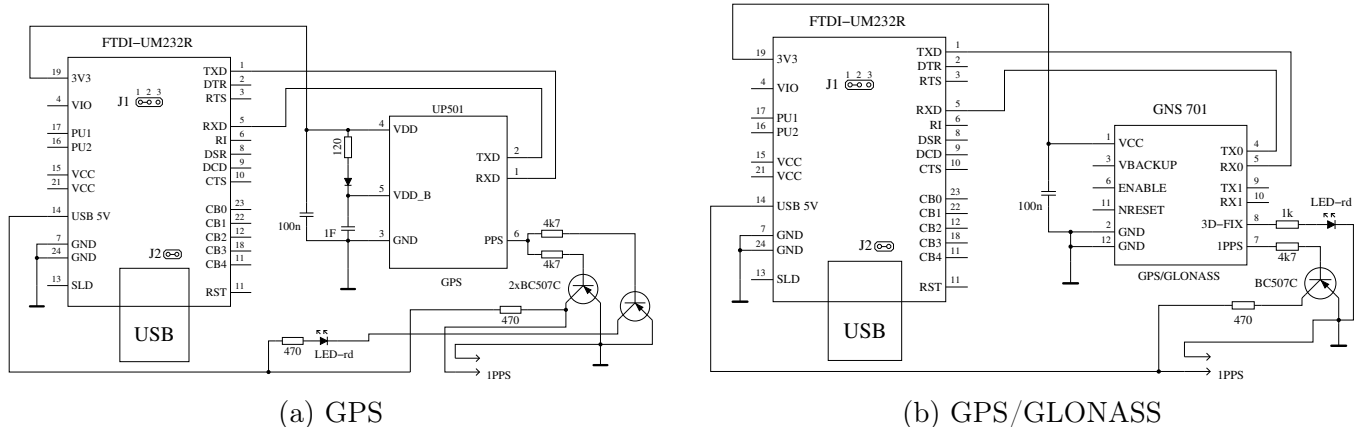 FTDI−UM232R
19 3V3
4 VIO
17 PU1
16 PU2
15 VCC
21 VCC
14 USB 5V
7 GND
24 GND
13 SLD
J1 1 2 3
J2
TXD 1
DTR 2
RTS 3
RXD 5
RI 6
DSR 8
DCD 9
CTS 10
CB0 23
CB1 22
CB2 12
CB3 18
CB4 11
RST 11
USB
100n
120
1F
UP501
4 VDD
5 VDD_B
3 GND
TXD 2
RXD 1
PPS 6
GPS
4k7
4k7
2xBC507C
470
470
LED−rd
1PPS
(a) GPS
FTDI−UM232R
19 3V3
4 VIO
17 PU1
16 PU2
15 VCC
21 VCC
14 USB 5V
7 GND
24 GND
13 SLD
J1 1 2 3
J2
TXD 1
DTR 2
RTS 3
RXD 5
RI 6
DSR 8
DCD 9
CTS 10
CB0 23
CB1 22
CB2 12
CB3 18
CB4 11
RST 11
USB
100n
GNS 701
1 VCC
3 VBACKUP
6 ENABLE
11 NRESET
2 GND
12 GND
TX0 4
RX0 5
TX1 9
RX1 10
3D−FIX 8
1PPS 7
GPS/GLONASS
1k
LED−rd
4k7
BC507C
470
1PPS
(b) GPS/GLONASS